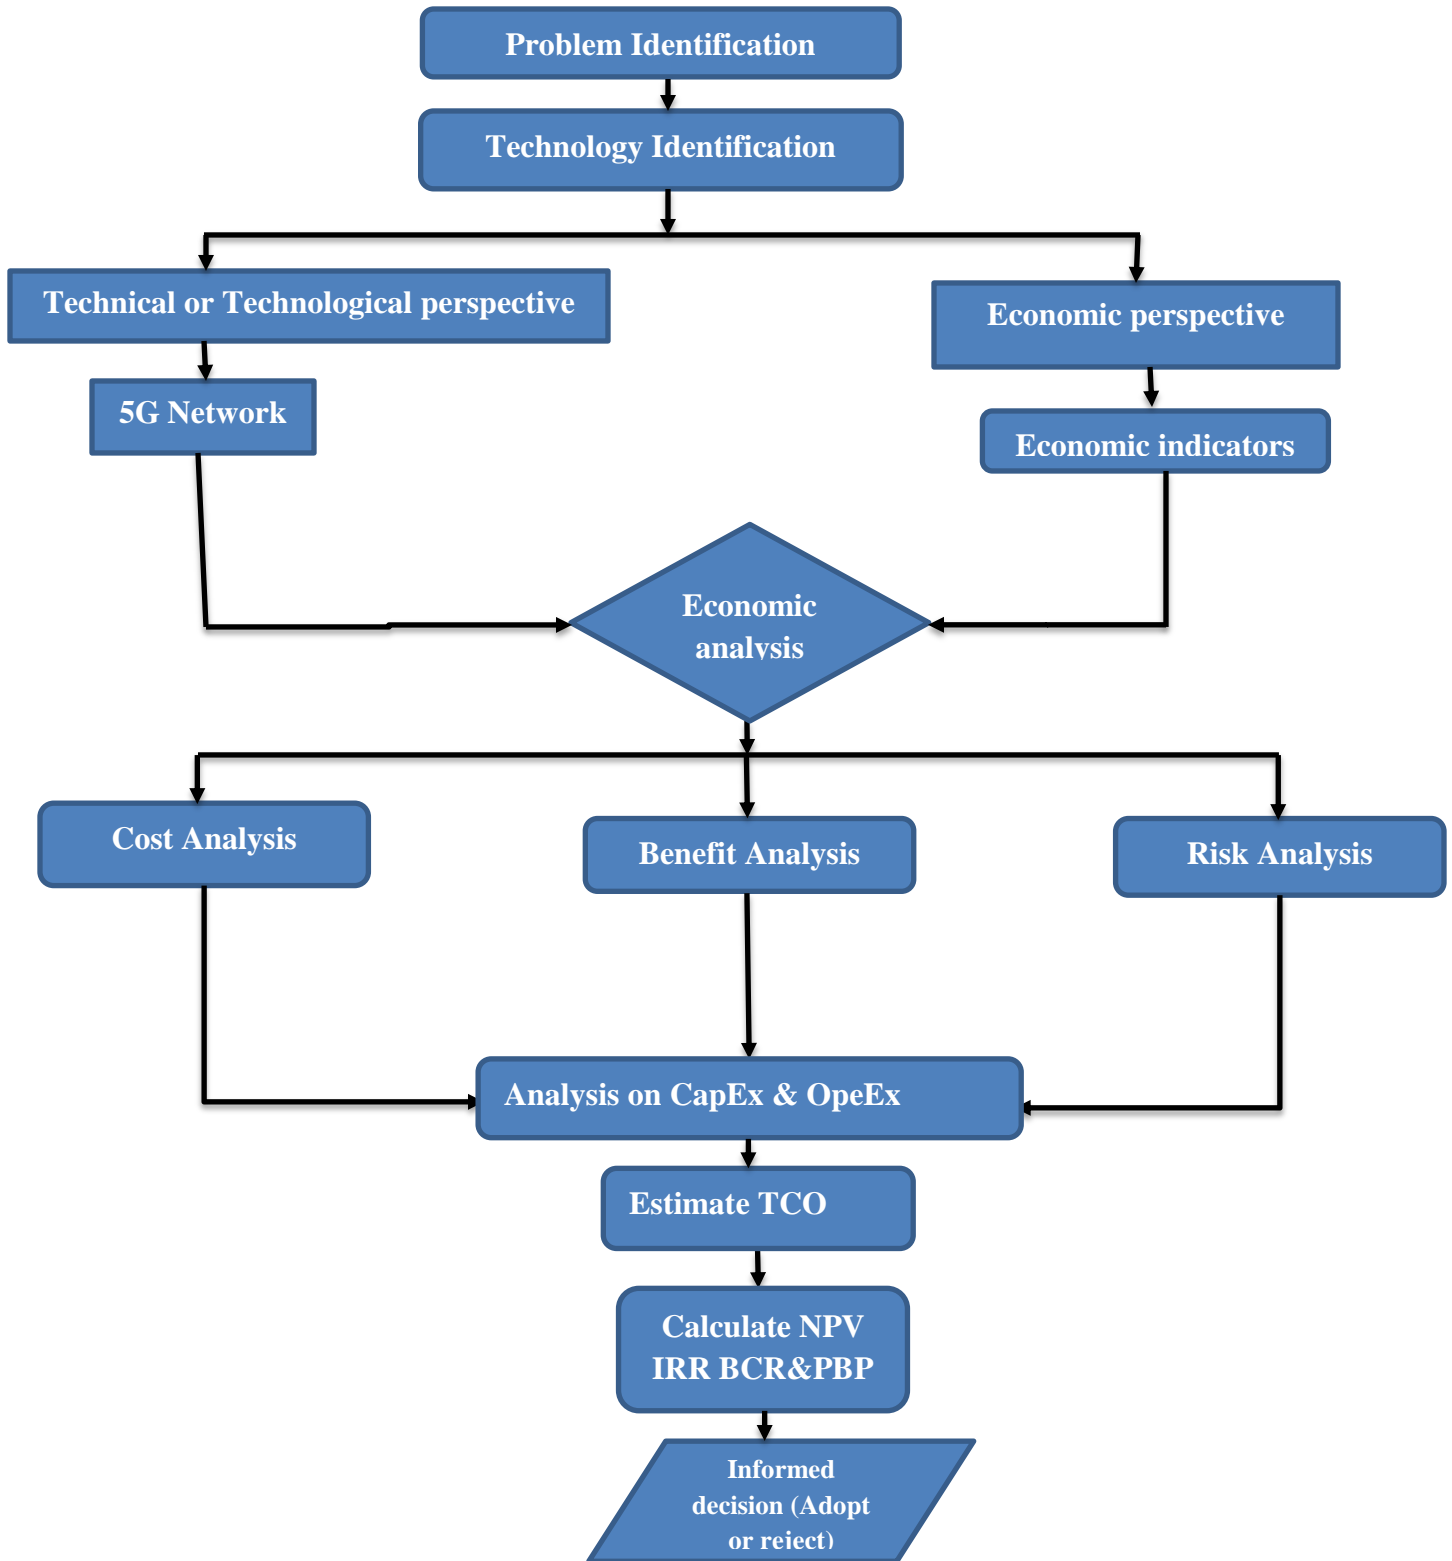 Problem Identification
Technology Identification
Technical or Technological perspective
Economic perspective
5G Network
Economic indicators
Economic
analysis
Cost Analysis
Benefit Analysis
Risk Analysis
Analysis on CapEx & OpeEx
Estimate TCO
Calculate NPV
IRR BCR&PBP
Informed
decision (Adopt
or reject)